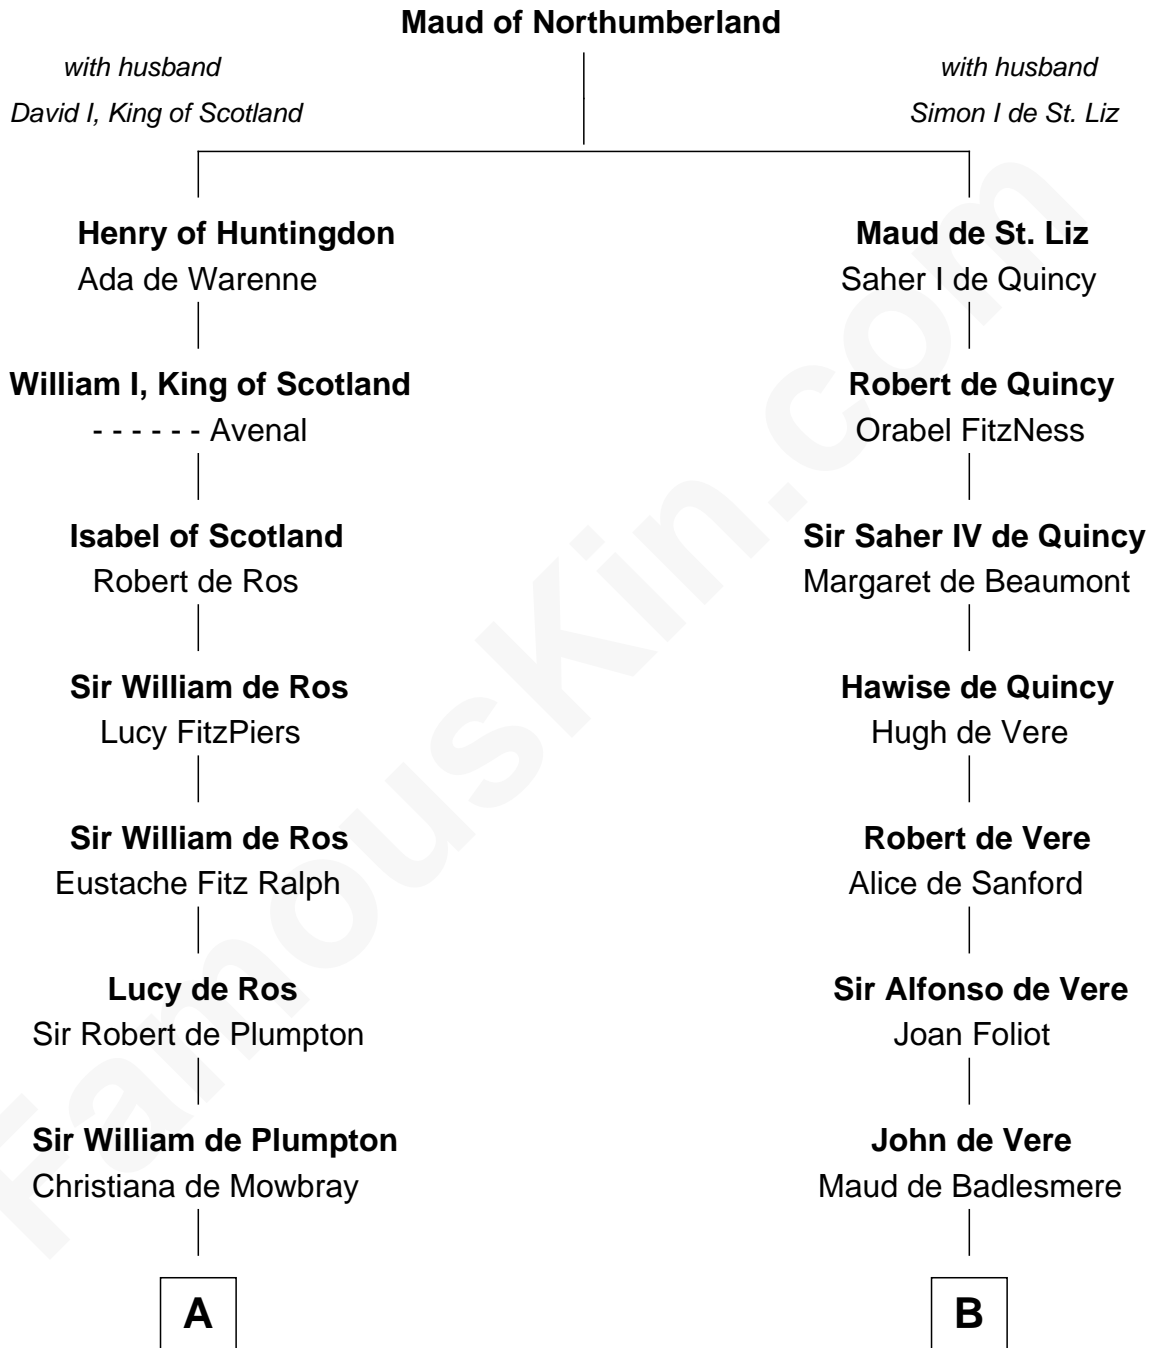 Maud of Northumberland
with husband
David I, King of Scotland
with husband
Simon I de St. Liz
Henry of Huntingdon
Ada de Warenne
Maud de St. Liz
Saher I de Quincy
William I, King of Scotland
- - - - - - Avenal
Robert de Quincy
Orabel FitzNess
Isabel of Scotland
Robert de Ros
Sir Saher IV de Quincy
Margaret de Beaumont
Sir William de Ros
Lucy FitzPiers
Hawise de Quincy
Hugh de Vere
Sir William de Ros
Eustache Fitz Ralph
Robert de Vere
Alice de Sanford
Lucy de Ros
Sir Robert de Plumpton
Sir Alfonso de Vere
Joan Foliot
Sir William de Plumpton
Christiana de Mowbray
John de Vere
Maud de Badlesmere
A
B
FamousKin.com